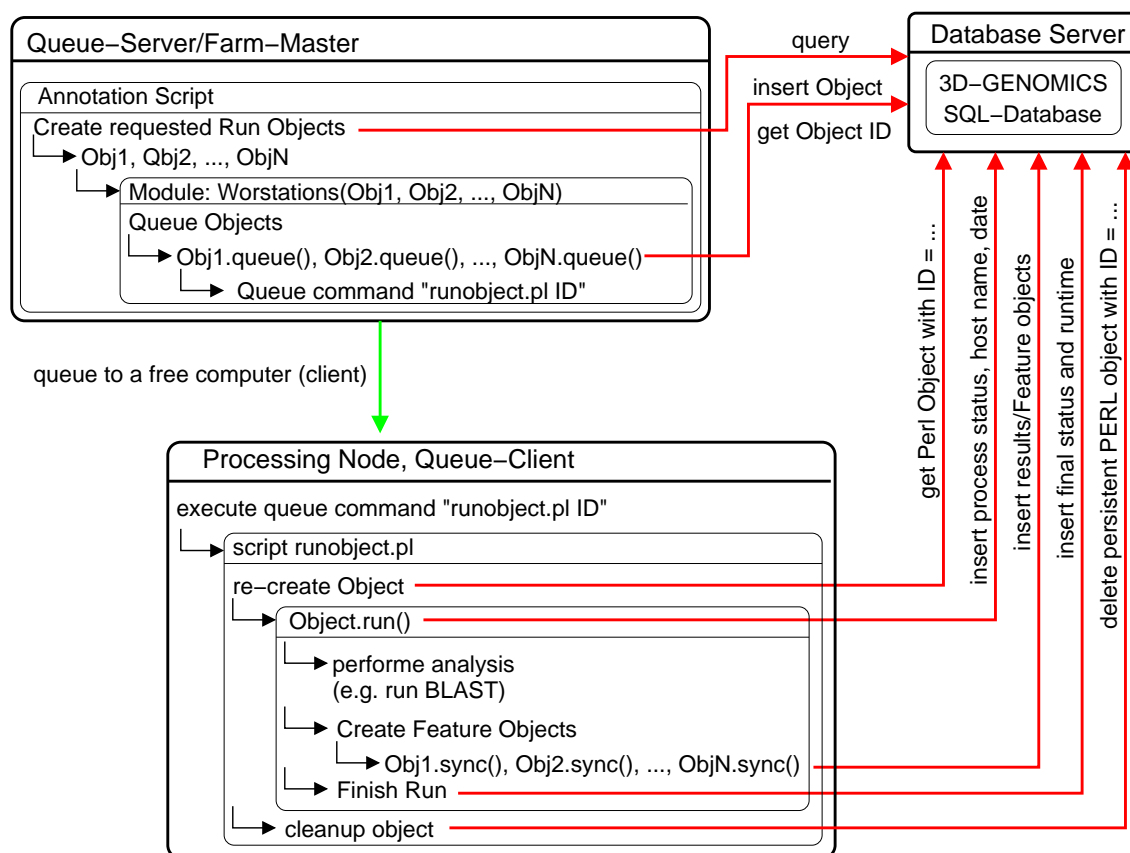 Queue−Server/Farm−Master
Annotation Script
Create requested Run Objects
Obj1, Qbj2, ..., ObjN
Module: Worstations(Obj1, Obj2, ..., ObjN)
Queue Objects
Obj1.queue(), Obj2.queue(), ..., ObjN.queue()
Queue command "runobject.pl ID"
query
insert Object
get Object ID
Database Server
3D−GENOMICS
SQL−Database
queue to a free computer (client)
get Perl Object with ID = ...
insert process status, host name, date
insert results/Feature objects
insert final status and runtime
delete persistent PERL object with ID = ...
Processing Node, Queue−Client
execute queue command "runobject.pl ID"
script runobject.pl
re−create Object
Object.run()
performe analysis
(e.g. run BLAST)
Create Feature Objects
Obj1.sync(), Obj2.sync(), ..., ObjN.sync()
Finish Run
cleanup object